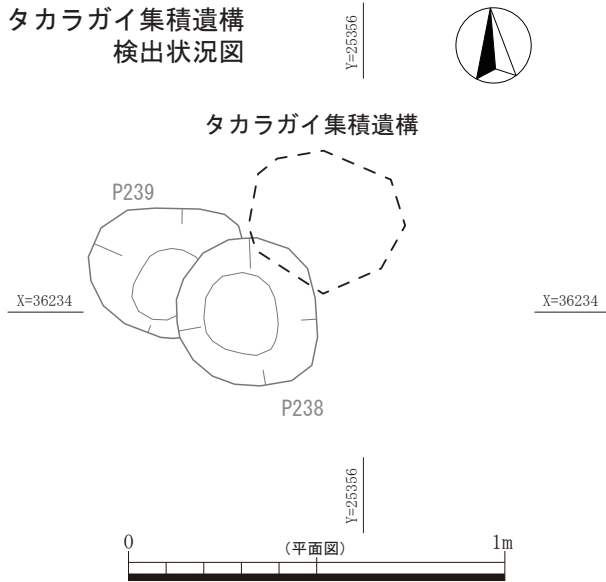 タカラガイ集積遺構
検出状況図
Y=25356
タカラガイ集積遺構
P239
X=36234
X=36234
P238
Y=25356
0
(平面図)
1m